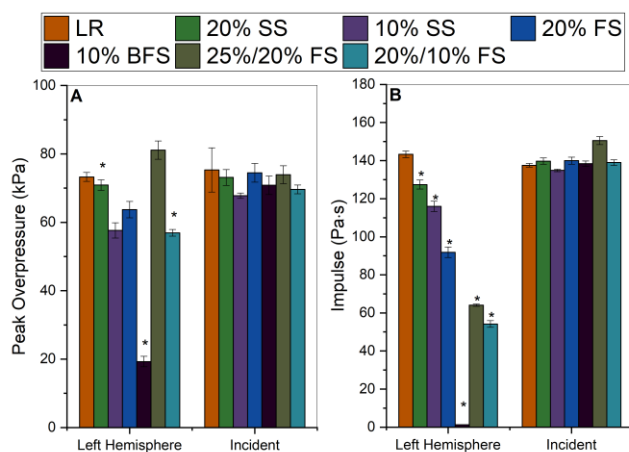 LR 20% SS 10% SS 20% FS
10% BFS 25%/20% FS 20%/10% FS
A
Peak Overpressure (kPa)
100
80
60
40
20
0
* * *
Left Hemisphere Incident
B
Impulse (Pa·s)
180
160
140
120
100
80
60
40
20
0
* * * * * *
Left Hemisphere Incident